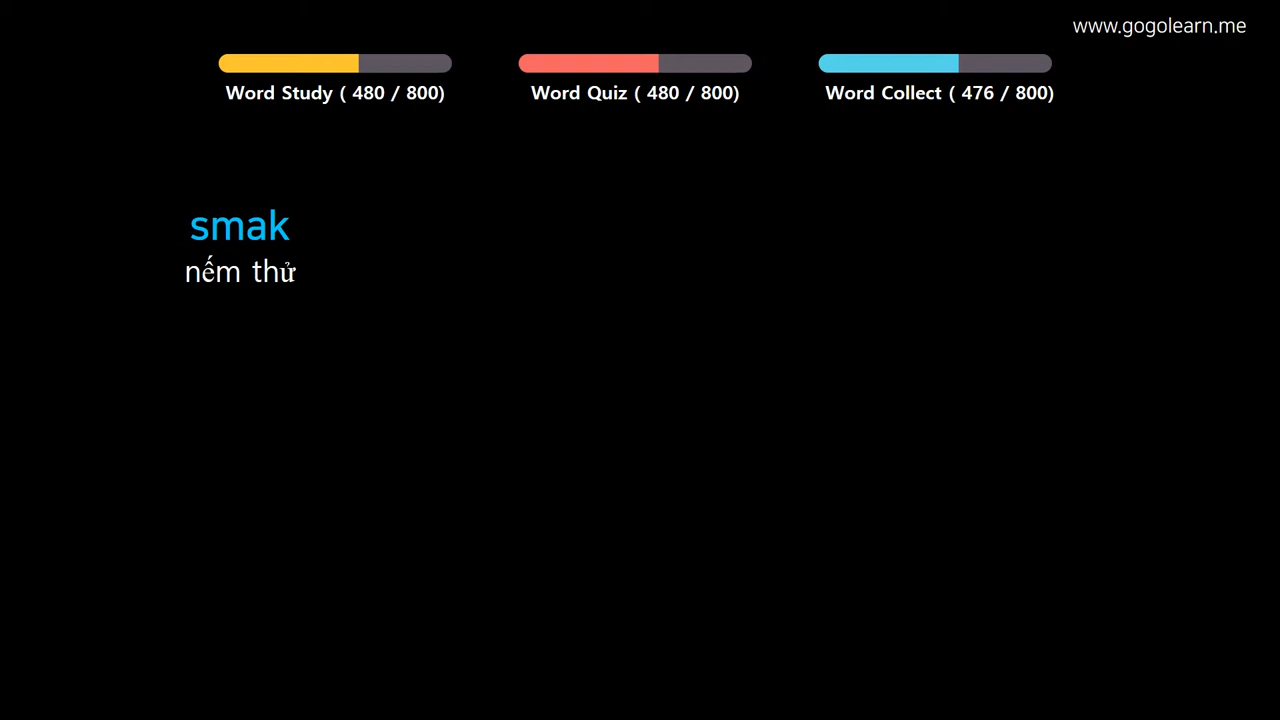 www.gogolearn.me
Word Study ( 480 / 800)
Word Quiz ( 480 / 800)
Word Collect ( 476 / 800)
smak
nếm thử